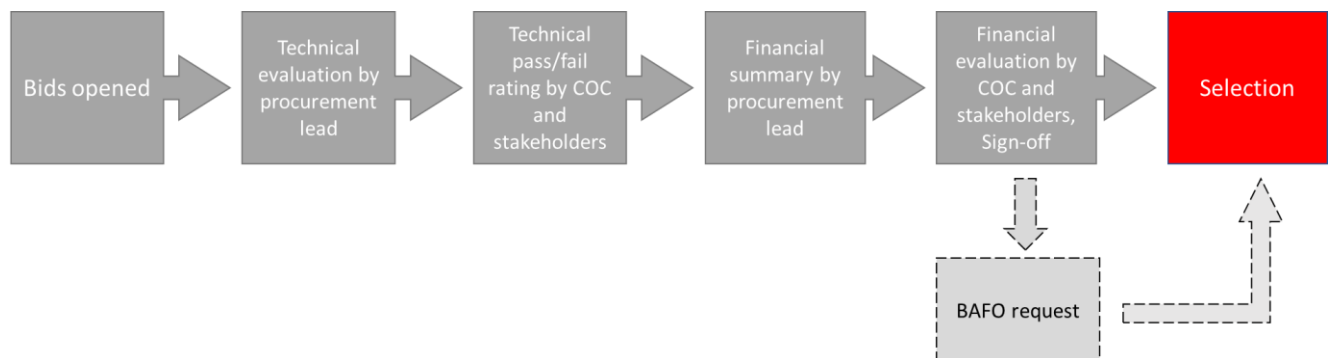 Bids opened
Technical
evaluation by
procurement
lead
Technical
pass/fail
rating by COC
and
stakeholders
Financial
summary by
procurement
lead
Financial
evaluation by
COC and
stakeholders,
Sign-off
Selection
BAFO request